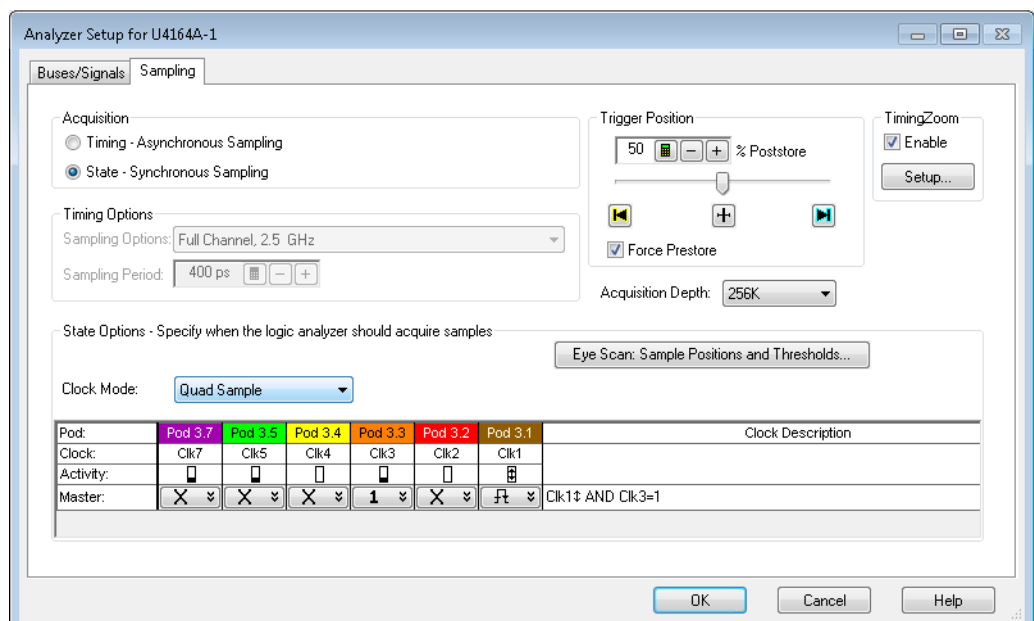 Analyzer Setup for U4164A-1
Buses/Signals Sampling
Acquisition
Timing - Asynchronous Sampling
State - Synchronous Sampling
Timing Options
Sampling Options: Full Channel, 2.5 GHz
Sampling Period: 400 ps
Trigger Position
50 % Poststore
Force Prestore
TimingZoom
Enable
Setup...
Acquisition Depth: 256K
State Options - Specify when the logic analyzer should acquire samples
Eye Scan: Sample Positions and Thresholds...
Clock Mode: Quad Sample
Pod: Pod 3.7 Pod 3.5 Pod 3.4 Pod 3.3 Pod 3.2 Pod 3.1 Clock Description
Clock: Clk7 Clk5 Clk4 Clk3 Clk2 Clk1
Activity:
Master: X X X 1 X Clk1↕ AND Clk3=1
OK Cancel Help